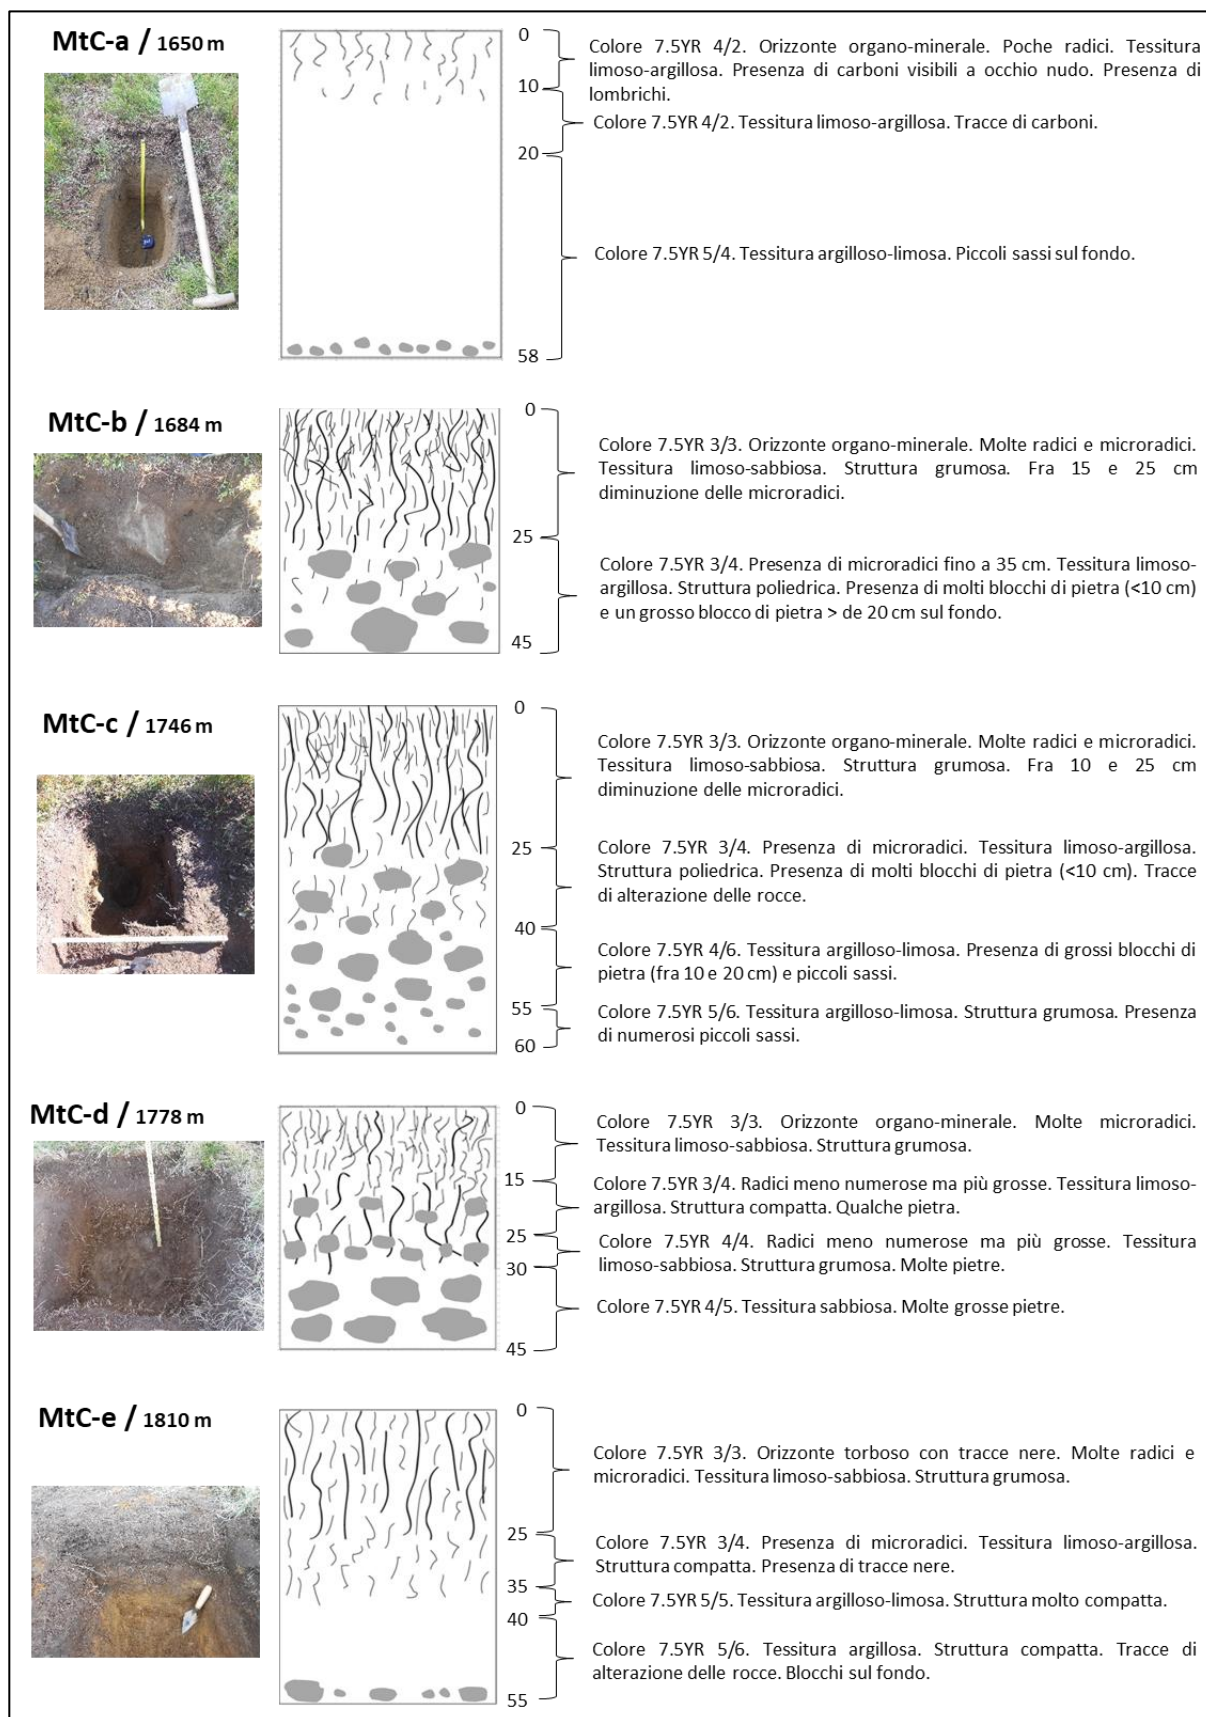 MtC-a / 1650 m
0
10
20
58
Colore 7.5YR 4/2. Orizzonte organo-minerale. Poche radici. Tessitura
limoso-argillosa. Presenza di carboni visibili a occhio nudo. Presenza di
lombrichi.
Colore 7.5YR 4/2. Tessitura limoso-argillosa. Tracce di carboni.
Colore 7.5YR 5/4. Tessitura argilloso-limosa. Piccoli sassi sul fondo.
MtC-b / 1684 m
0
25
45
Colore 7.5YR 3/3. Orizzonte organo-minerale. Molte radici e microradici.
Tessitura limoso-sabbiosa. Struttura grumosa. Fra 15 e 25 cm
diminuzione delle microradici.
Colore 7.5YR 3/4. Presenza di microradici fino a 35 cm. Tessitura limoso-
argillosa. Struttura poliedrica. Presenza di molti blocchi di pietra (<10 cm)
e un grosso blocco di pietra > de 20 cm sul fondo.
MtC-c / 1746 m
0
25
40
55
60
Colore 7.5YR 3/3. Orizzonte organo-minerale. Molte radici e microradici.
Tessitura limoso-sabbiosa. Struttura grumosa. Fra 10 e 25 cm
diminuzione delle microradici.
Colore 7.5YR 3/4. Presenza di microradici. Tessitura limoso-argillosa.
Struttura poliedrica. Presenza di molti blocchi di pietra (<10 cm). Tracce
di alterazione delle rocce.
Colore 7.5YR 4/6. Tessitura argilloso-limosa. Presenza di grossi blocchi di
pietra (fra 10 e 20 cm) e piccoli sassi.
Colore 7.5YR 5/6. Tessitura argilloso-limosa. Struttura grumosa. Presenza
di numerosi piccoli sassi.
MtC-d / 1778 m
0
15
25
30
45
Colore 7.5YR 3/3. Orizzonte organo-minerale. Molte microradici.
Tessitura limoso-sabbiosa. Struttura grumosa.
Colore 7.5YR 3/4. Radici meno numerose ma più grosse. Tessitura limoso-
argillosa. Struttura compatta. Qualche pietra.
Colore 7.5YR 4/4. Radici meno numerose ma più grosse. Tessitura
limoso-sabbiosa. Struttura grumosa. Molte pietre.
Colore 7.5YR 4/5. Tessitura sabbiosa. Molte grosse pietre.
MtC-e / 1810 m
0
25
35
40
55
Colore 7.5YR 3/3. Orizzonte torboso con tracce nere. Molte radici e
microradici. Tessitura limoso-sabbiosa. Struttura grumosa.
Colore 7.5YR 3/4. Presenza di microradici. Tessitura limoso-argillosa.
Struttura compatta. Presenza di tracce nere.
Colore 7.5YR 5/5. Tessitura argilloso-limosa. Struttura molto compatta.
Colore 7.5YR 5/6. Tessitura argillosa. Struttura compatta. Tracce di
alterazione delle rocce. Blocchi sul fondo.